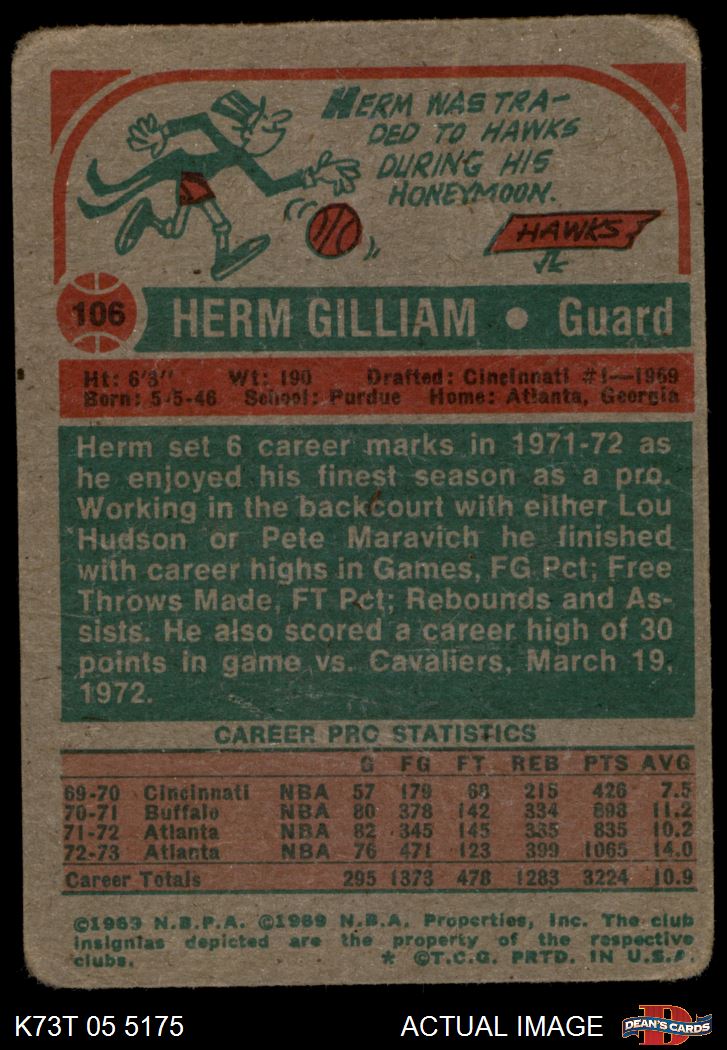 HERM WAS TRA-
DED TO HAWKS
DURING HIS
HONEYMOON.
HAWKS
106
HERM GILLIAM • Guard
Ht: 6'3" Wt: 190 Drafted: Cincinnati #1—1969
Born: 5-5-46 School: Purdue Home: Atlanta, Georgia
Herm set 6 career marks in 1971-72 as
he enjoyed his finest season as a pro.
Working in the backcourt with either Lou
Hudson or Pete Maravich he finished
with career highs in Games, FG Pct; Free
Throws Made, FT Pct; Rebounds and As-
sists. He also scored a career high of 30
points in game vs. Cavaliers, March 19,
1972.
CAREER PRO STATISTICS
G FG FT REB PTS AVG
69-70 Cincinnati NBA 57 179 68 215 426 7.5
70-71 Buffalo NBA 80 378 142 334 898 11.2
71-72 Atlanta NBA 82 345 145 335 835 10.2
72-73 Atlanta NBA 76 471 123 399 1065 14.0
Career Totals 295 1373 478 1283 3224 10.9
©1983 N.B.P.A. ©1969 N.B.A. Properties, Inc. The club
insignias depicted are the property of the respective
clubs. * ©T.C.G. PRTD. IN U.S.A.
K73T 05 5175 ACTUAL IMAGE
D
DEAN'S CARDS